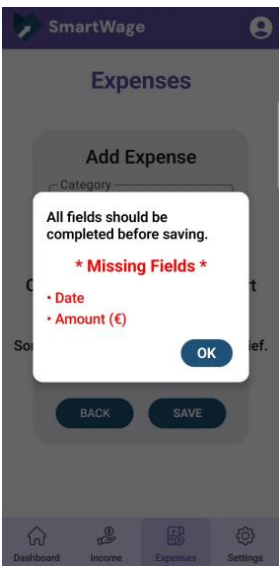 SmartWage
Expenses
Add Expense
Category
All fields should be
completed before saving.
* Missing Fields *
• Date
• Amount (€)
OK
BACK
SAVE
Dashboard
Income
Expenses
Settings